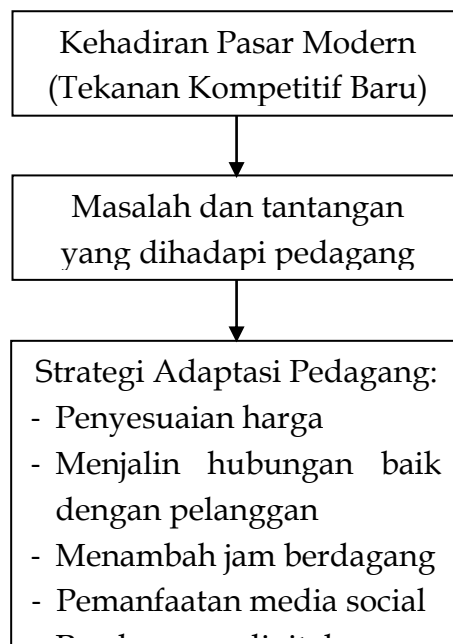 Kehadiran Pasar Modern
(Tekanan Kompetitif Baru)
Masalah dan tantangan
yang dihadapi pedagang
Strategi Adaptasi Pedagang:
- Penyesuaian harga
- Menjalin hubungan baik
dengan pelanggan
- Menambah jam berdagang
- Pemanfaatan media social